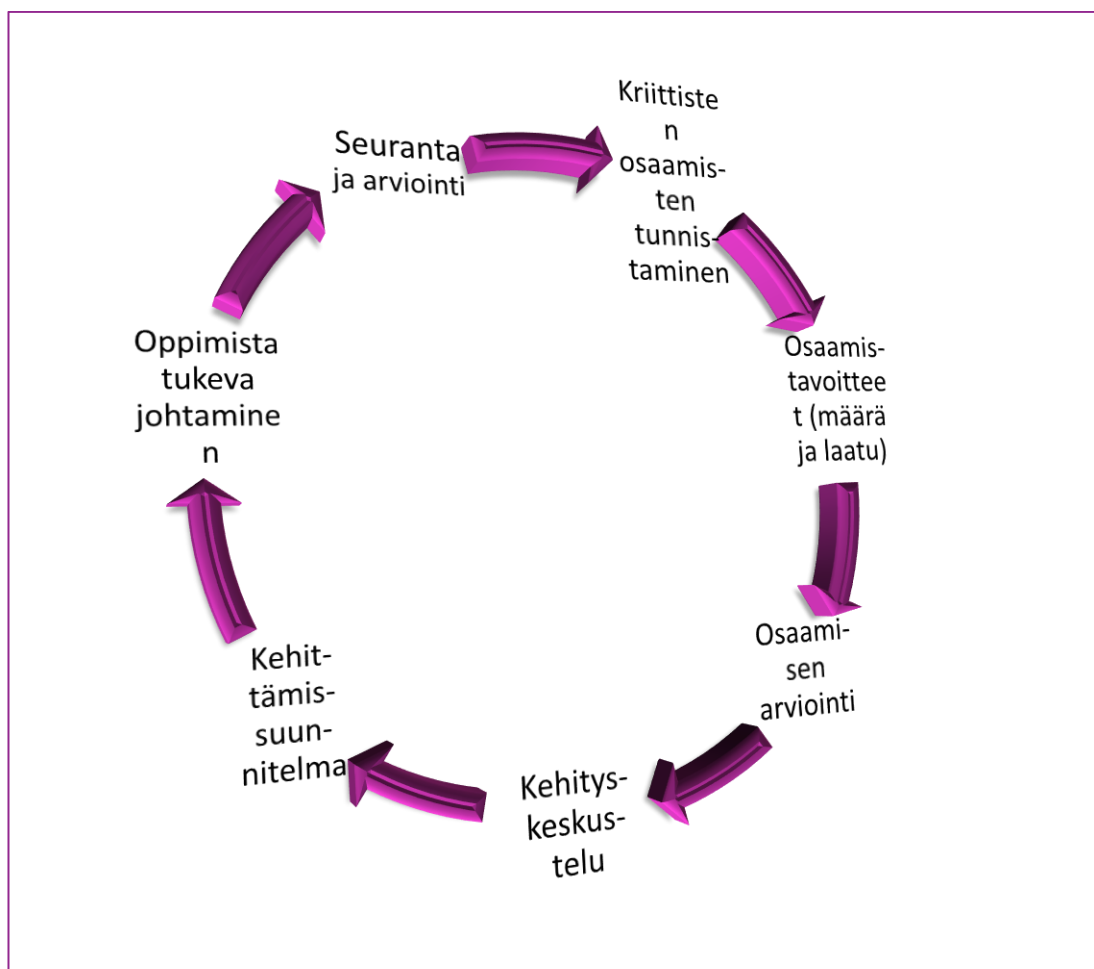 Kriittiste
n
osaamis-
ten
tunnis-
taminen
Osaamis-
tavoittee
t (määrä
ja laatu)
Osaami-
sen
arviointi
Kehitys-
keskus-
telu
Kehit-
tämis-
suun-
nitelma
Oppimista
tukeva
johtamine
n
Seuranta
ja arviointi